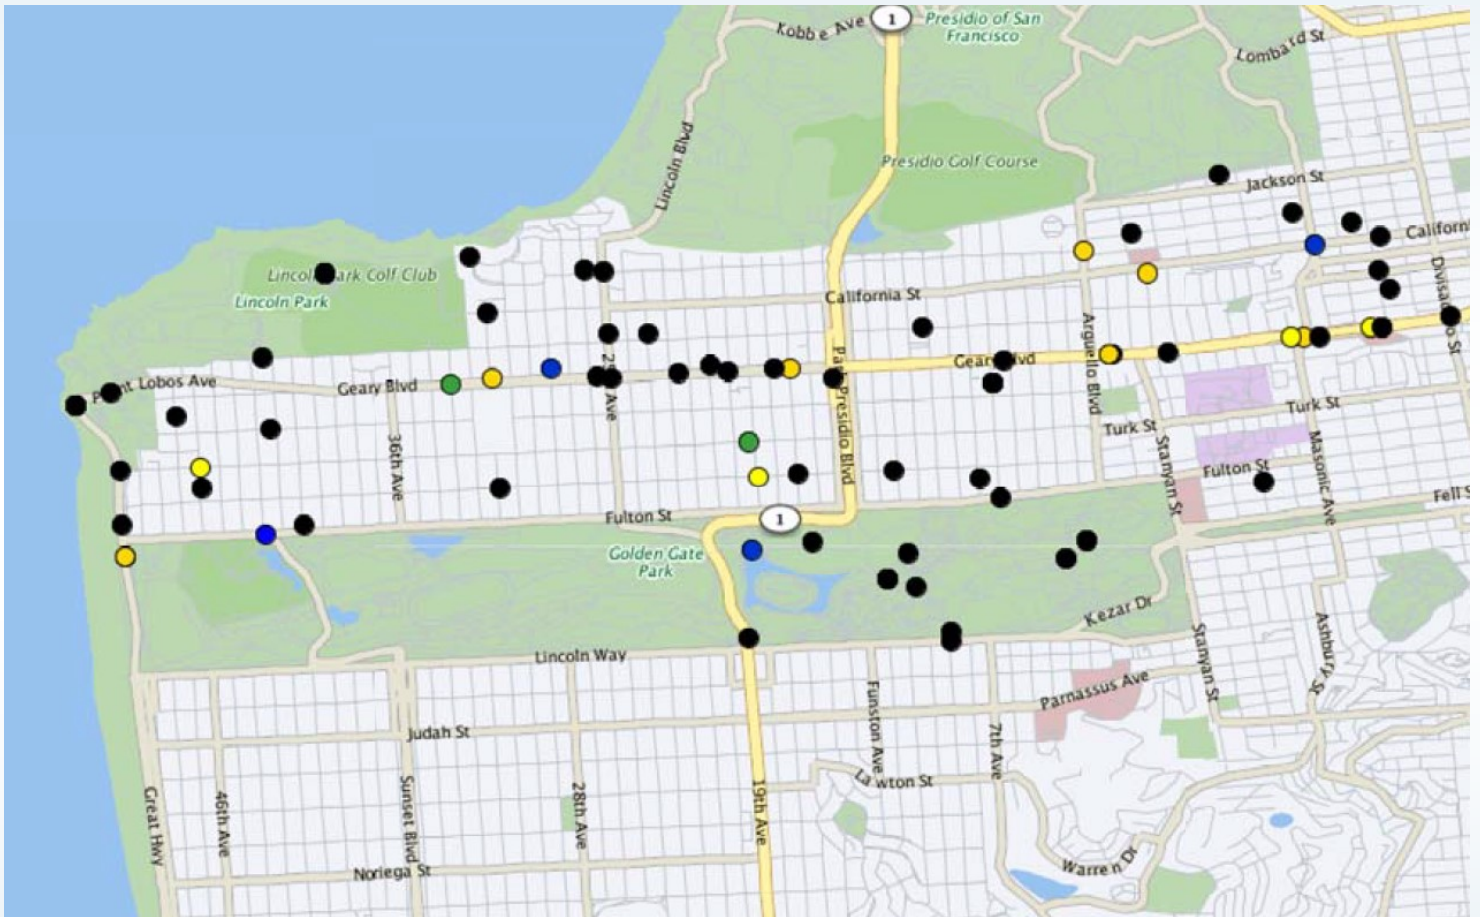 1
Presidio of San
Francisco
Kobbe Ave
Lombard St
Lincoln Blvd
Presidio Golf Course
Jackson St
California St
Lincoln Park Golf Club
Lincoln Park
Divisadero St
Geary Blvd
Point Lobos Ave
Geary Blvd
25th Ave
Park Presidio Blvd
Arguello Blvd
Turk St
Turk St
36th Ave
Stanyan St
Masonic Ave
Fulton St
Fell S
Fulton St
1
Golden Gate
Park
Kezar Dr
Ashbury St
Stanyan St
Lincoln Way
Parnassus Ave
Funston Ave
7th Ave
Judah St
Lawton St
Great Hwy
46th Ave
Sunset Blvd
28th Ave
19th Ave
Warren Dr
Noriega St